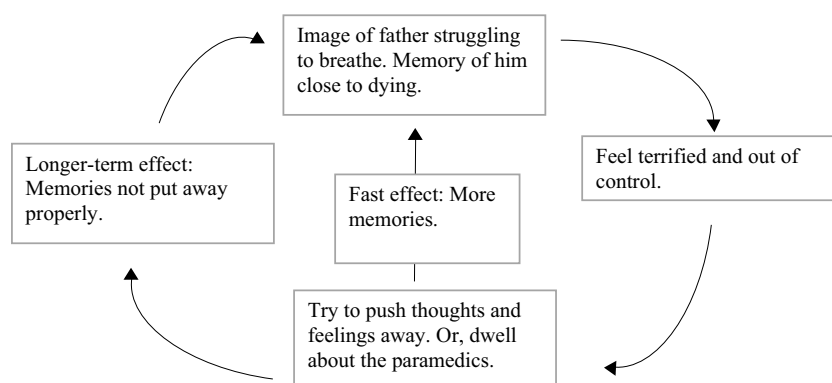 Image of father struggling
to breathe. Memory of him
close to dying.
Feel terrified and out of
control.
Longer-term effect:
Memories not put away
properly.
Fast effect: More
memories.
Try to push thoughts and
feelings away. Or, dwell
about the paramedics.